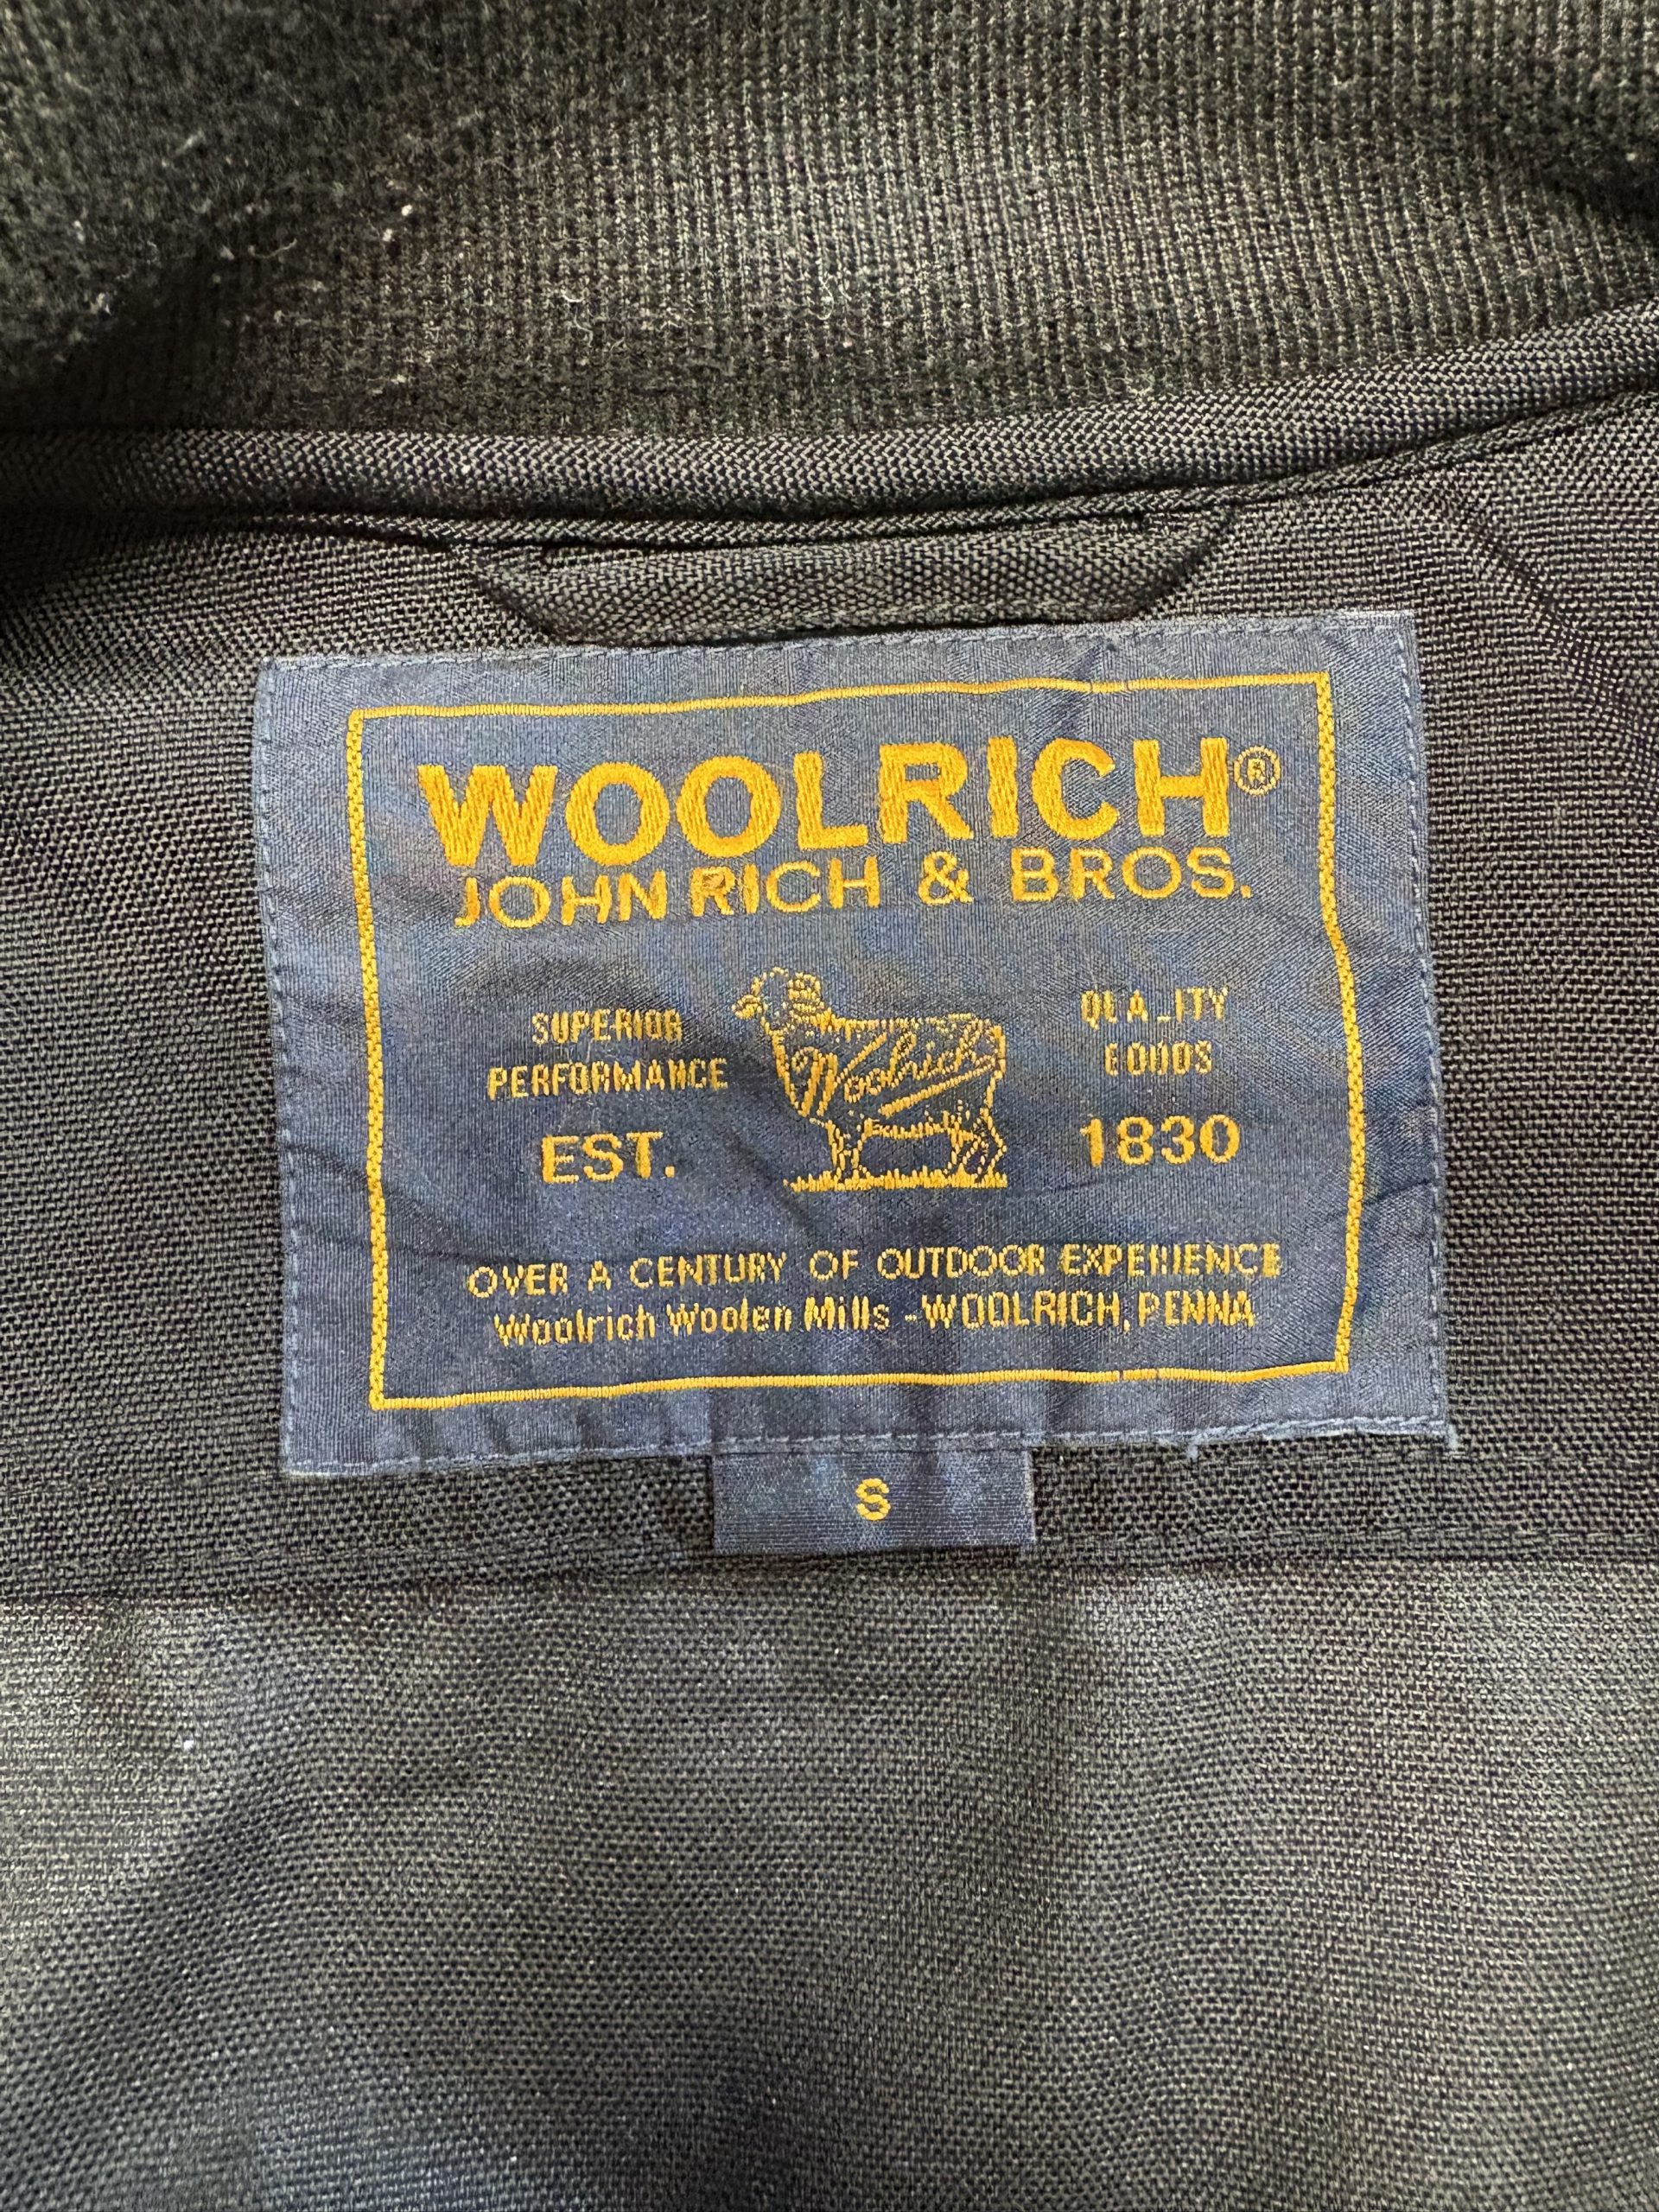 WOOLRICH®
JOHN RICH & BROS.
SUPERIOR
PERFORMANCE
EST.
Woolrich
QUALITY
GOODS
1830
OVER A CENTURY OF OUTDOOR EXPERIENCE
Woolrich Woolen Mills - WOOLRICH, PENNA
S